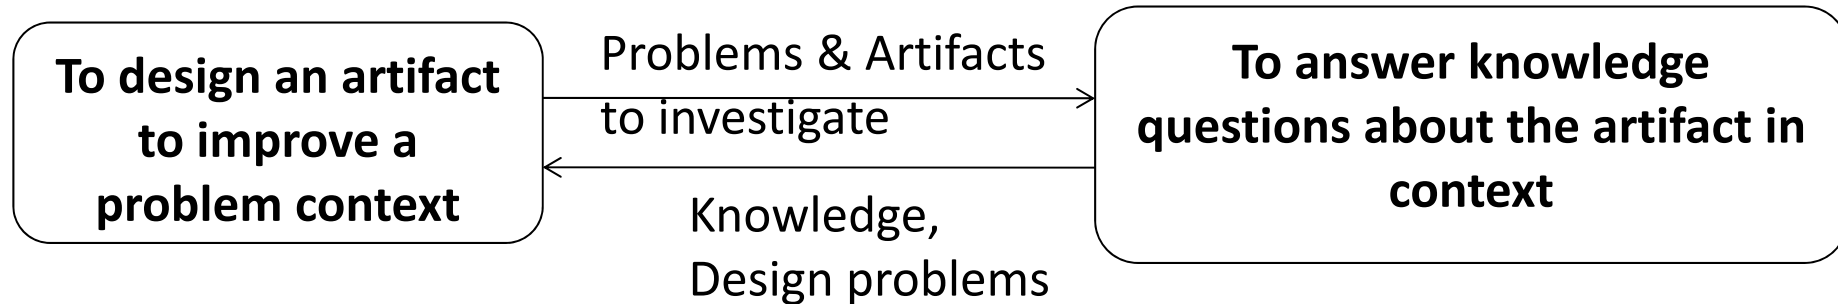 To design an artifact
to improve a
problem context
Problems & Artifacts
to investigate
Knowledge,
Design problems
To answer knowledge
questions about the artifact in
context